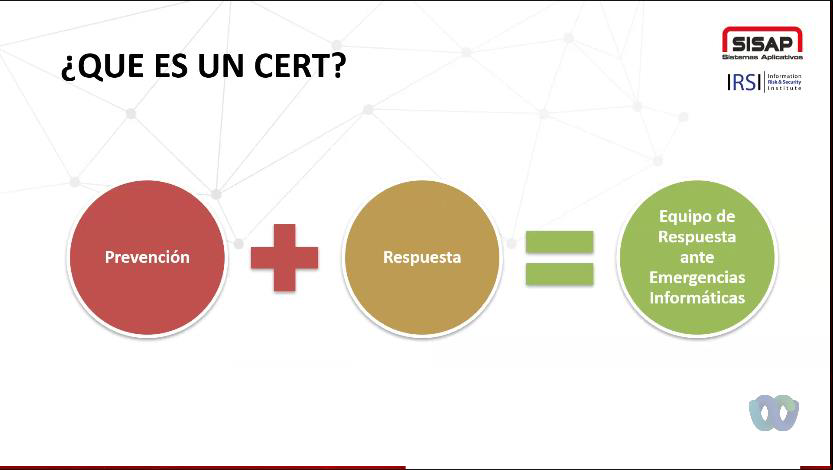 ¿QUE ES UN CERT?
SISAP
Sistemas Aplicativos
IRSI
Information
Risk & Security
Institute
Prevención
Respuesta
Equipo de
Respuesta
ante
Emergencias
Informáticas